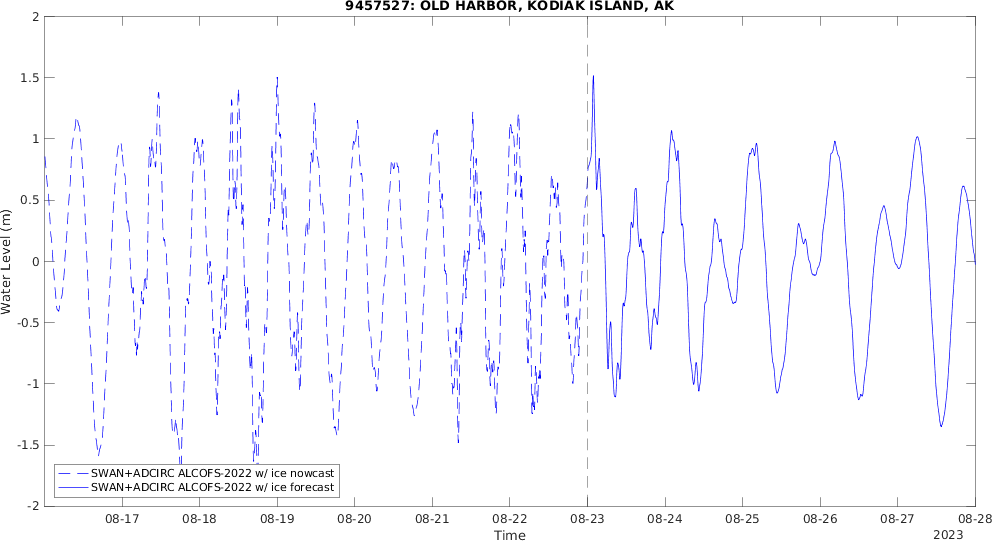 9457527: OLD HARBOR, KODIAK ISLAND, AK
2
1.5
1
0.5
0
-0.5
-1
-1.5
-2
Water Level (m)
SWAN+ADCIRC ALCOFS-2022 w/ ice nowcast
SWAN+ADCIRC ALCOFS-2022 w/ ice forecast
08-17 08-18 08-19 08-20 08-21 08-22 08-23 08-24 08-25 08-26 08-27 08-28
Time
2023